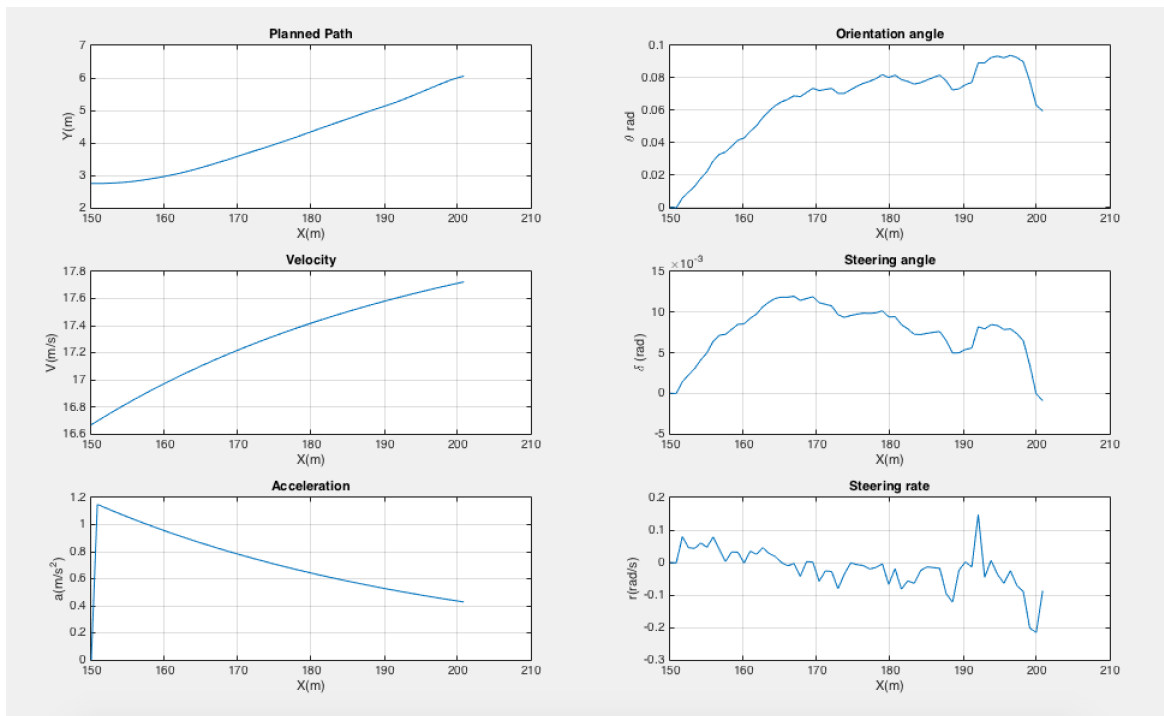 Planned Path
7
6
5
4
3
2
Y(m)
150 160 170 180 190 200 210
X(m)
Orientation angle
0.1
0.08
0.06
0.04
0.02
0
θ rad
150 160 170 180 190 200 210
X(m)
Velocity
17.8
17.6
17.4
17.2
17
16.8
16.6
V(m/s)
150 160 170 180 190 200 210
X(m)
Steering angle
×10⁻³
15
10
5
0
-5
δ (rad)
150 160 170 180 190 200 210
X(m)
Acceleration
1.2
1
0.8
0.6
0.4
0.2
0
a(m/s²)
150 160 170 180 190 200 210
X(m)
Steering rate
0.2
0.1
0
-0.1
-0.2
-0.3
r(rad/s)
150 160 170 180 190 200 210
X(m)